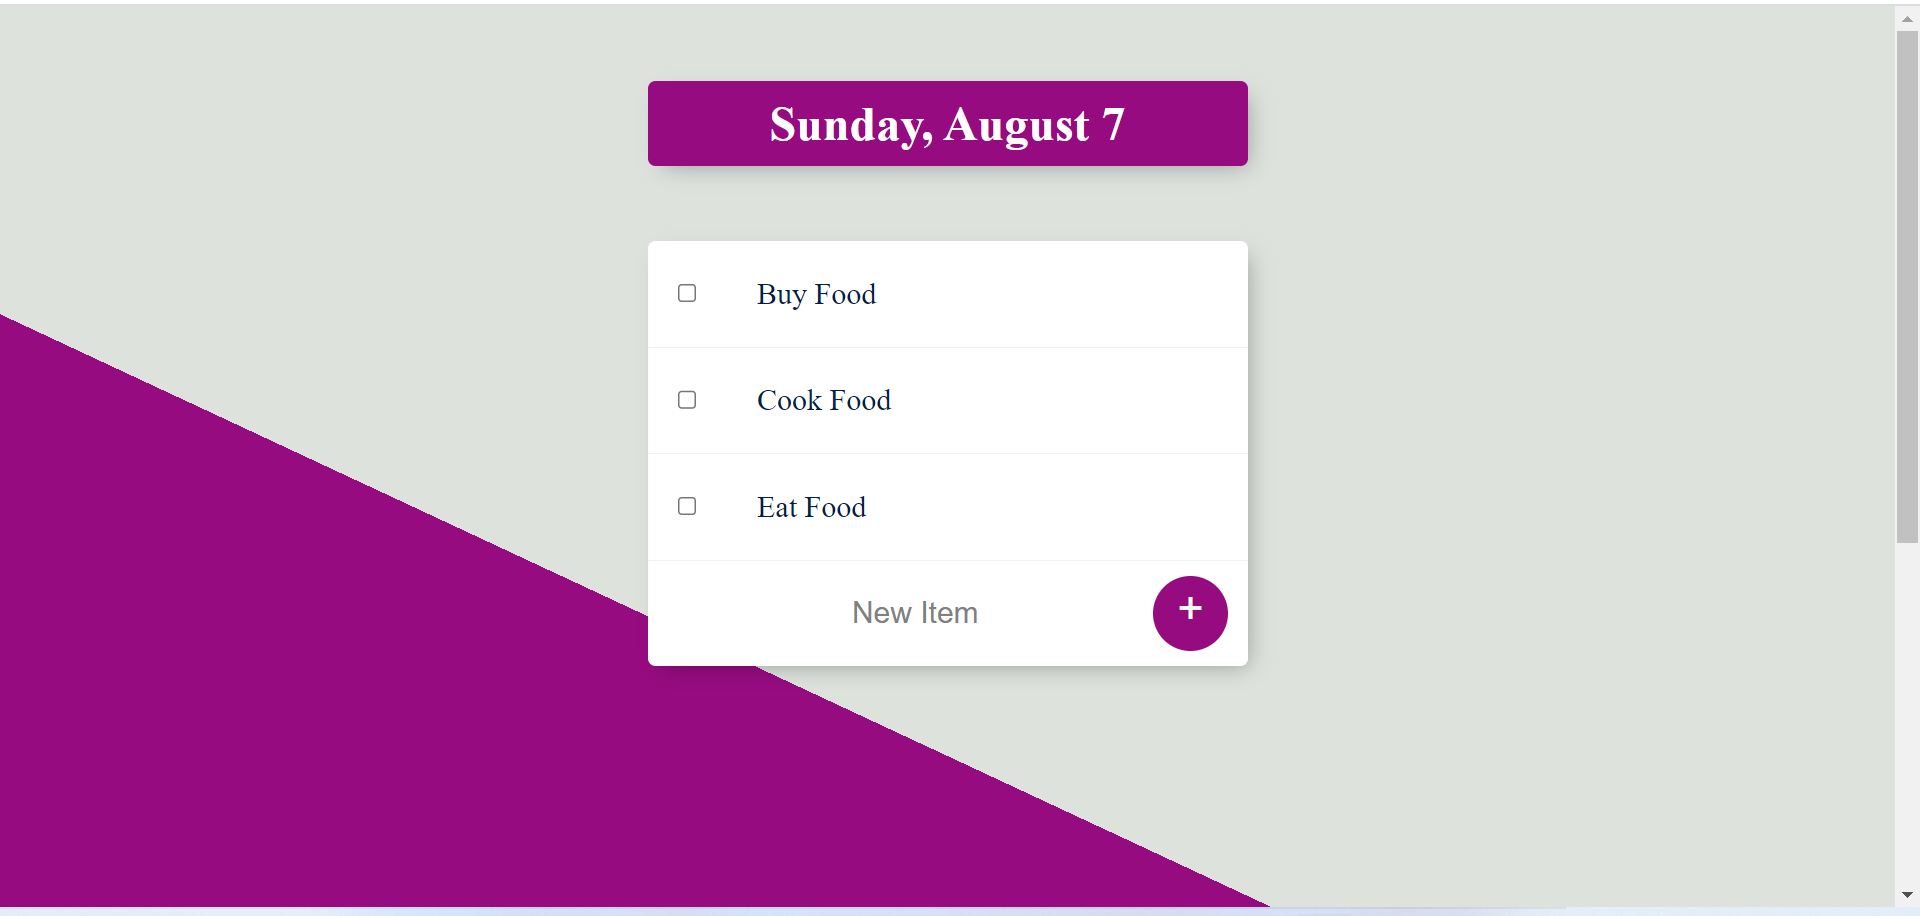 Sunday, August 7
Buy Food
Cook Food
Eat Food
New Item
+